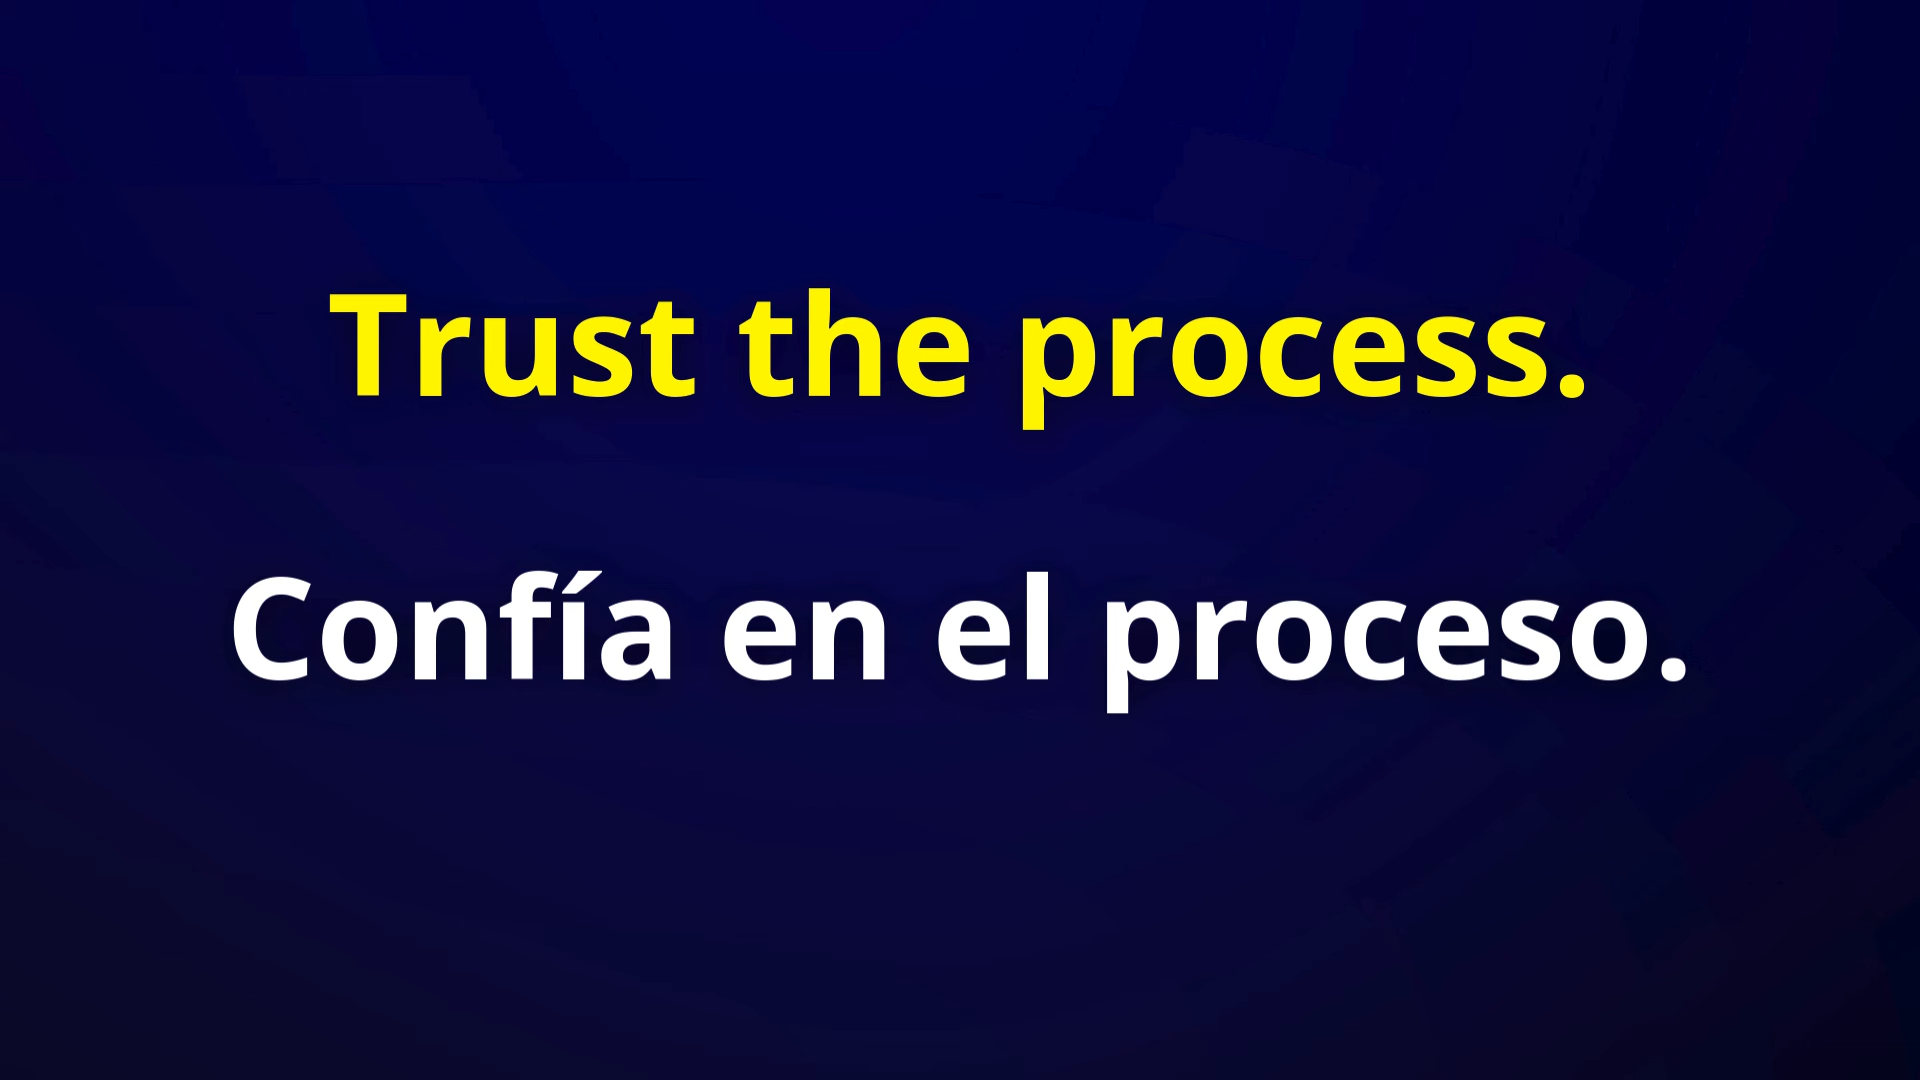 Trust the process.
Confía en el proceso.